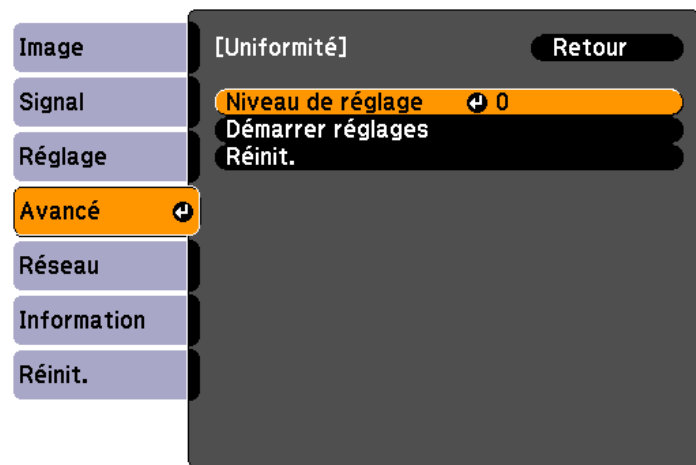 Image
Signal
Réglage
Avancé
Réseau
Information
Réinit.
[Uniformité] Retour
Niveau de réglage 0
Démarrer réglages
Réinit.